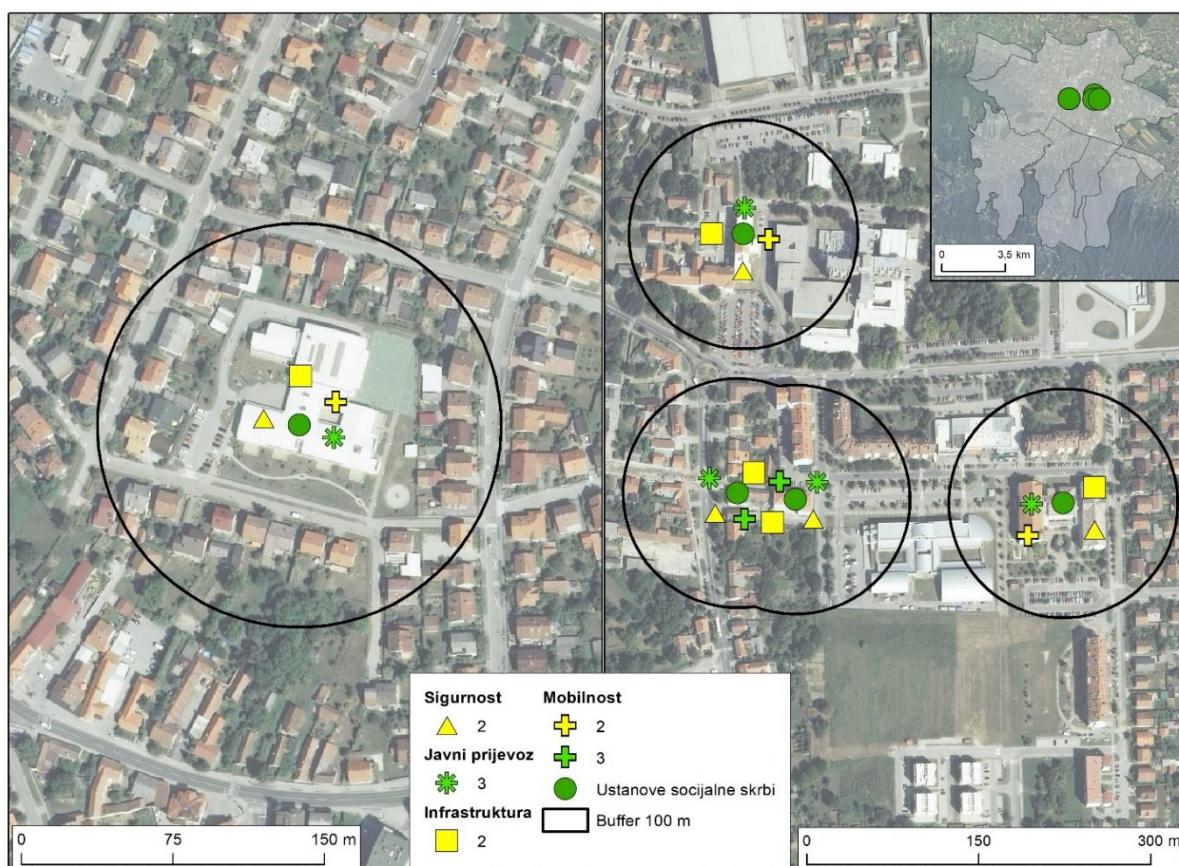 0 3,5 km
Sigurnost
2
Javni prijevoz
3
Infrastruktura
2
Mobilnost
2
3
Ustanove socijalne skrbi
Buffer 100 m
0 75 150 m
0 150 300 m